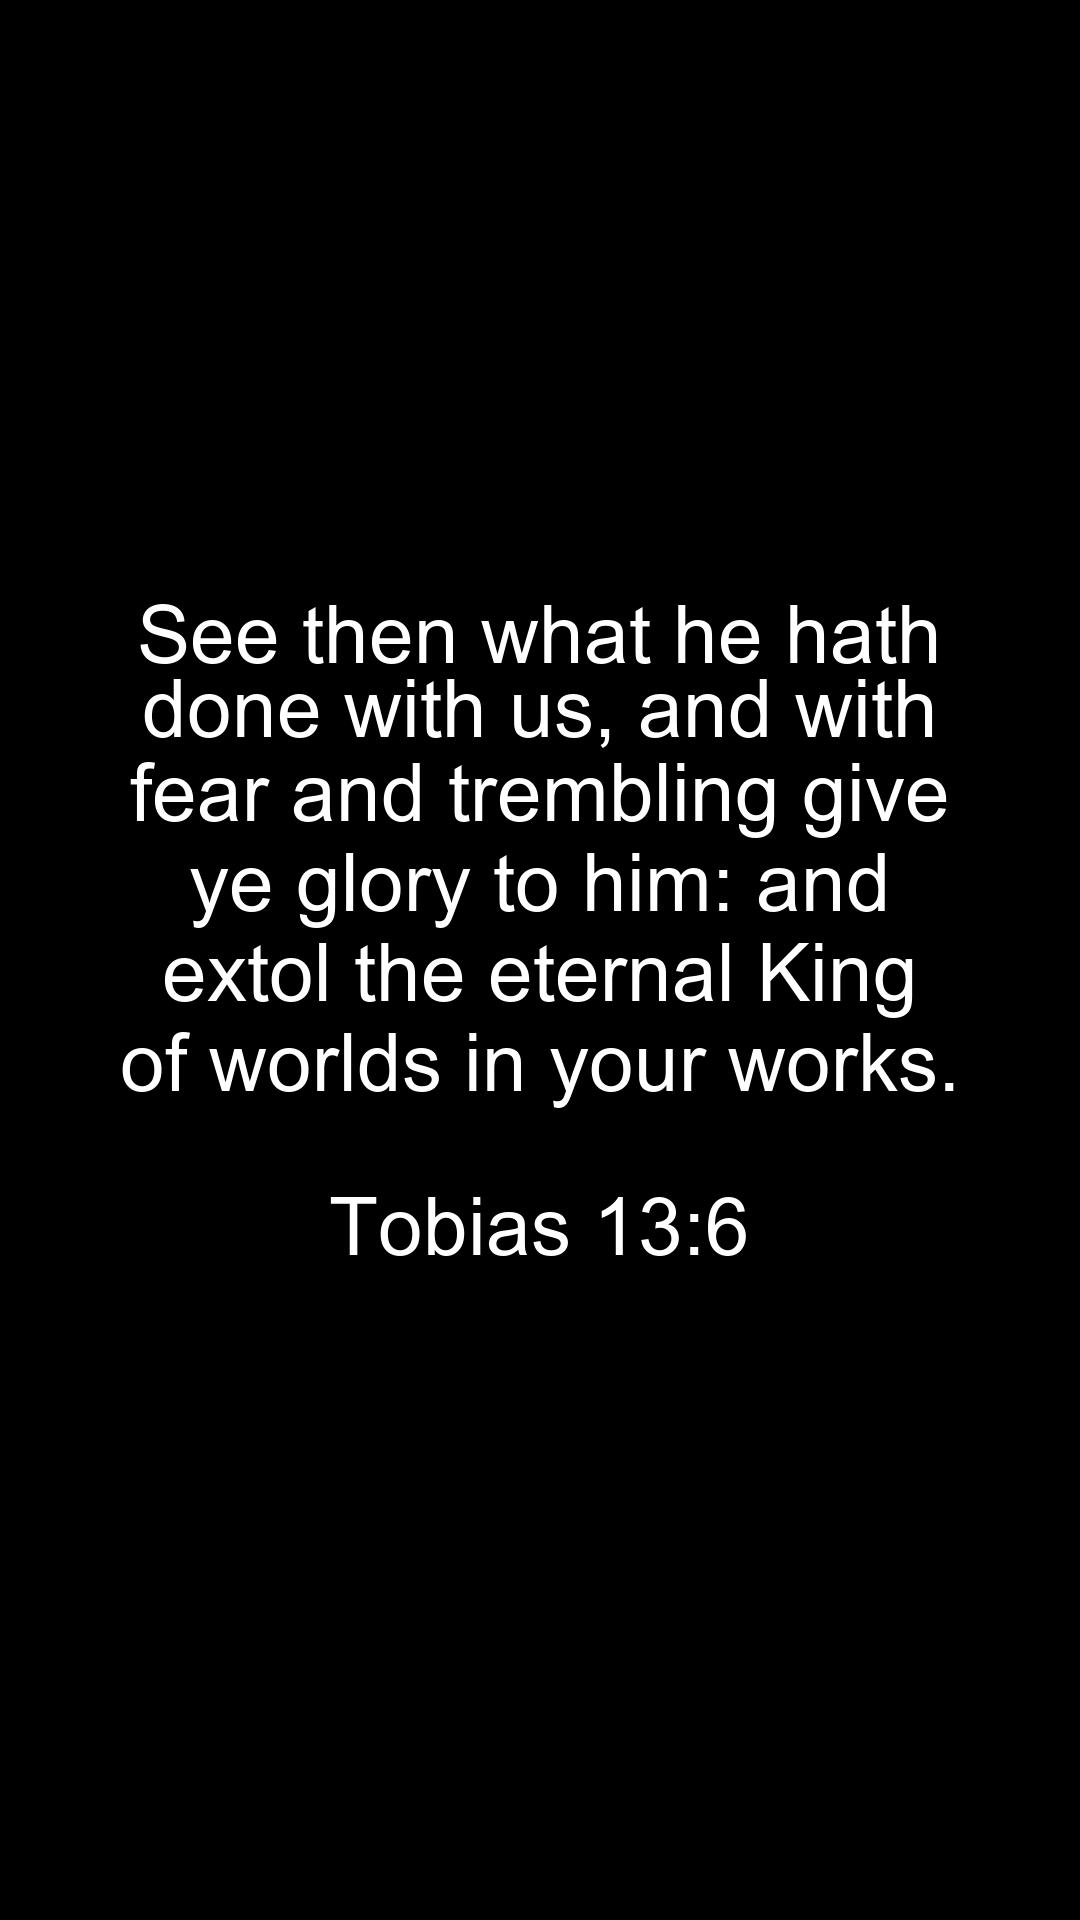 See then what he hath
done with us, and with
fear and trembling give
ye glory to him: and
extol the eternal King
of worlds in your works.
Tobias 13:6